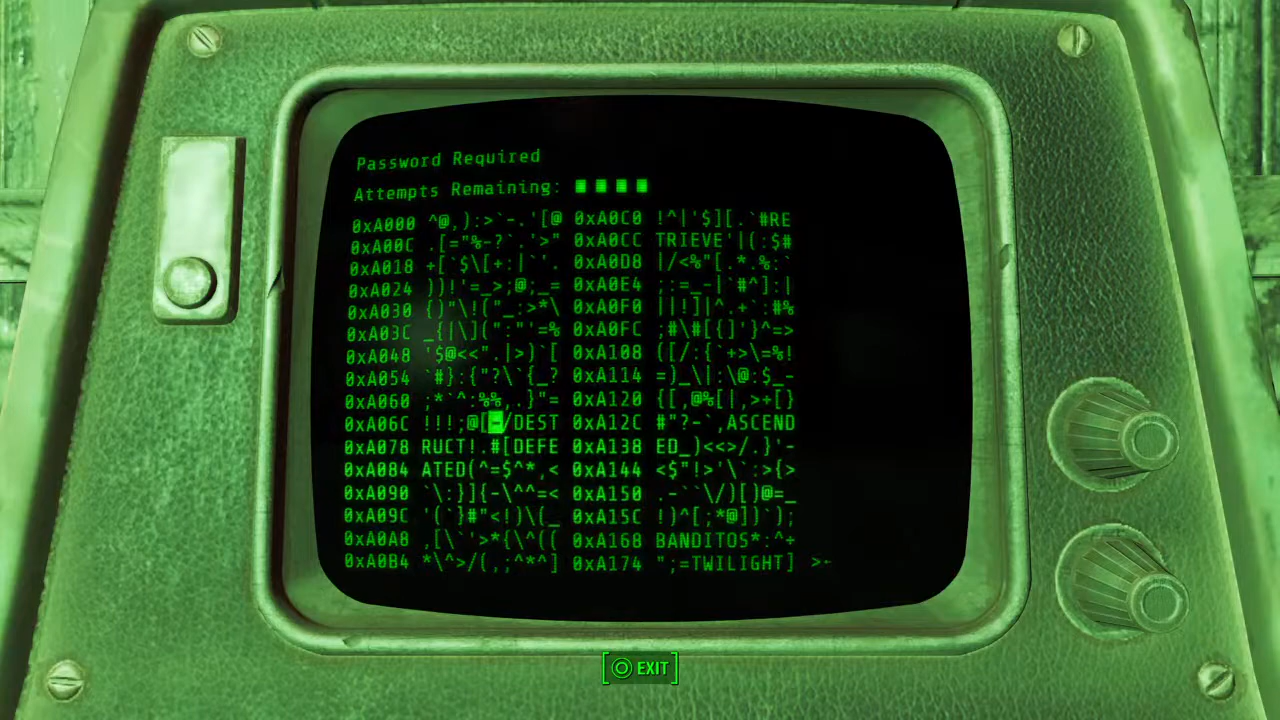 Password Required
Attempts Remaining: ■ ■ ■ ■
0xA000 ^@,):>`-.'[@ 0xA0C0 !^|'$][.`#RE
0xA00C .[="%-?`.'>" 0xA0CC TRIEVE'|(:$#
0xA018 +[`$\[+:|`'. 0xA0D8 |/<%"[.*.%:`
0xA024 ))!'=_>;@;_= 0xA0E4 ;:=_-|`#^]:|
0xA030 {)"\!("_:>*\ 0xA0F0 ||!]|^.+`:#%
0xA03C _{|\](":"'=% 0xA0FC ;#\#[{]'}^=>
0xA048 '$@<<".|>)`[ 0xA108 ([/:{`+>\=%!
0xA054 `#}:{"?\`{_? 0xA114 =)_\|:\@:$_-
0xA060 ;*`^:%%,.}"= 0xA120 {[,@%[|,>+[}
0xA06C !!!;@[-/DEST 0xA12C #"?-`,ASCEND
0xA078 RUCT!.#[DEFE 0xA138 ED_)<<>/.}'-
0xA084 ATED(^=$^*,< 0xA144 <$"!>'\`:>{>
0xA090 `\:}]{-\^^=< 0xA150 .-``\/)[)@=_
0xA09C '(`}#"<!)\(_ 0xA15C !)^[;*@])`);
0xA0A8 ,[\`'>*{\^(( 0xA168 BANDITOS*:^+
0xA0B4 *\^>/(,;^*^] 0xA174 ";=TWILIGHT] >-
EXIT